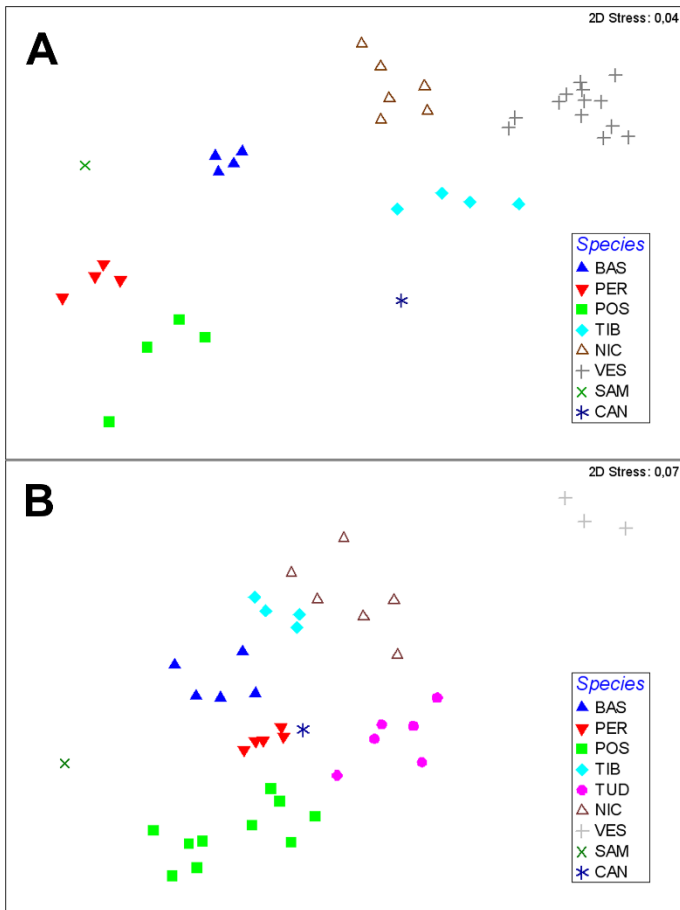 2D Stress: 0,04
A
Species
BAS
PER
POS
TIB
NIC
VES
SAM
CAN
2D Stress: 0,07
B
Species
BAS
PER
POS
TIB
TUD
NIC
VES
SAM
CAN